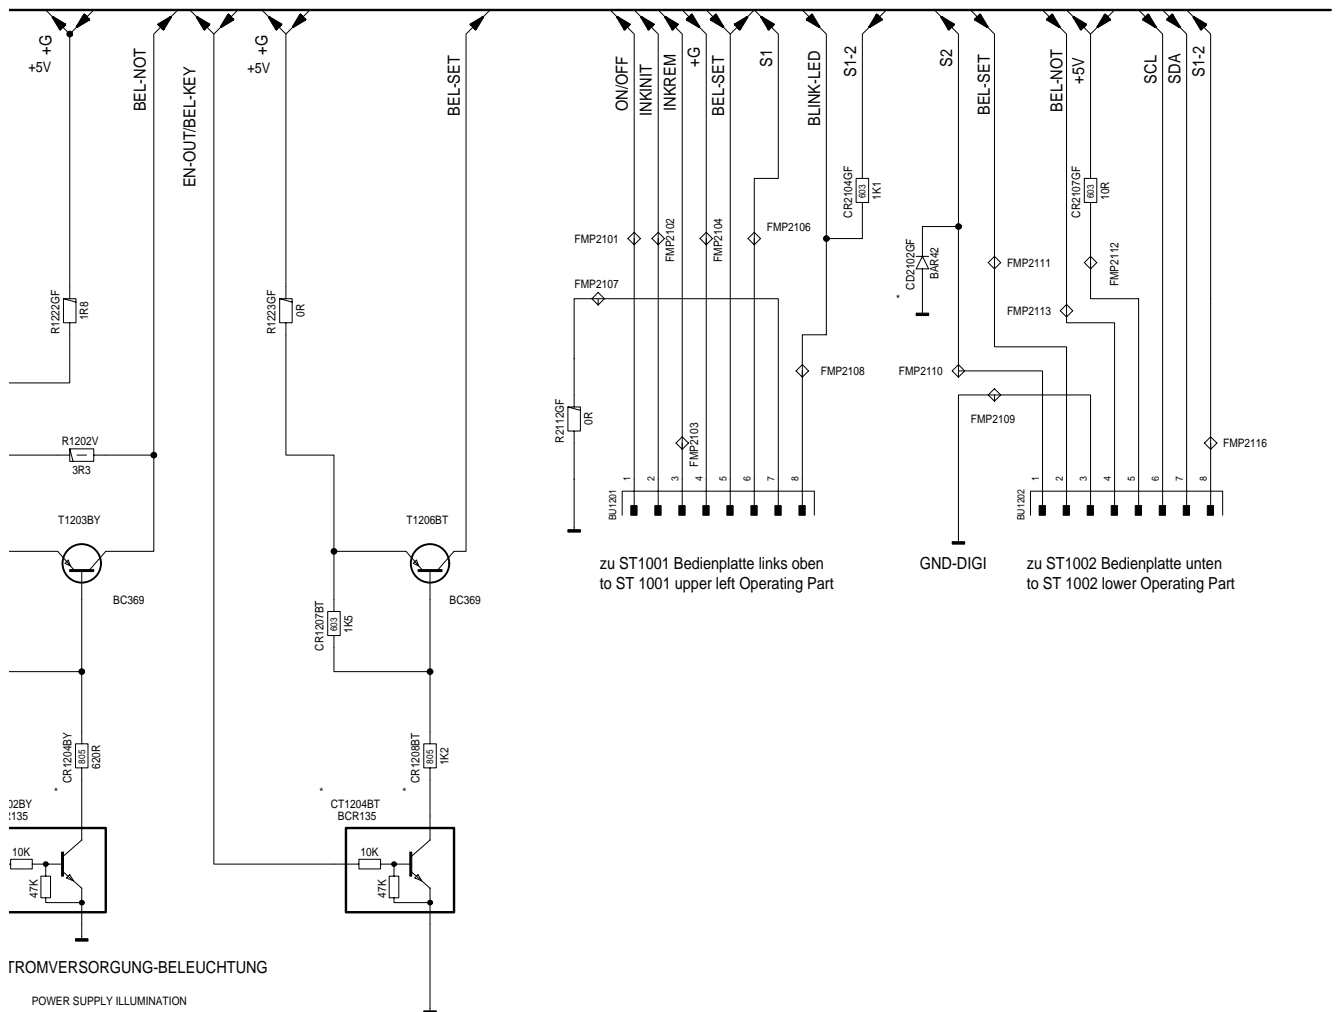 +G
+5V
BEL-NOT
EN-OUT/BEL-KEY
+G
+5V
BEL-SET
ON/OFF
INKINIT
INKREM
+G
BEL-SET
S1
BLINK-LED
S1-2
S2
BEL-SET
BEL-NOT
+5V
SCL
SDA
S1-2
CR2104GF
603
1K1
CR2107GF
603
10R
FMP2101
FMP2102
FMP2104
FMP2106
CD2102GF
BAR42
*
FMP2111
FMP2112
FMP2107
FMP2113
R1222GF
1R8
R1223GF
0R
FMP2108
FMP2110
R2112GF
0R
FMP2109
FMP2103
FMP2116
R1202V
3R3
BU1201
1
2
3
4
5
6
7
8
BU1202
1
2
3
4
5
6
7
8
T1203BY
BC369
T1206BT
BC369
zu ST1001 Bedienplatte links oben
to ST 1001 upper left Operating Part
GND-DIGI
zu ST1002 Bedienplatte unten
to ST 1002 lower Operating Part
CR1207BT
603
1K5
CR1204BY
805
620R
*
CR1208BT
805
1K2
*
*
02BY
R135
10K
47K
CT1204BT
BCR135
10K
47K
TROMVERSORGUNG-BELEUCHTUNG
POWER SUPPLY ILLUMINATION